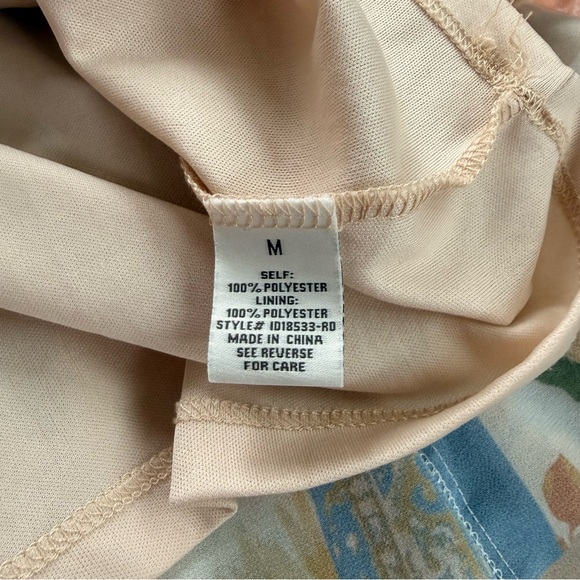 M
SELF:
100% POLYESTER
LINING:
100% POLYESTER
STYLE# ID18533-RD
MADE IN CHINA
SEE REVERSE
FOR CARE